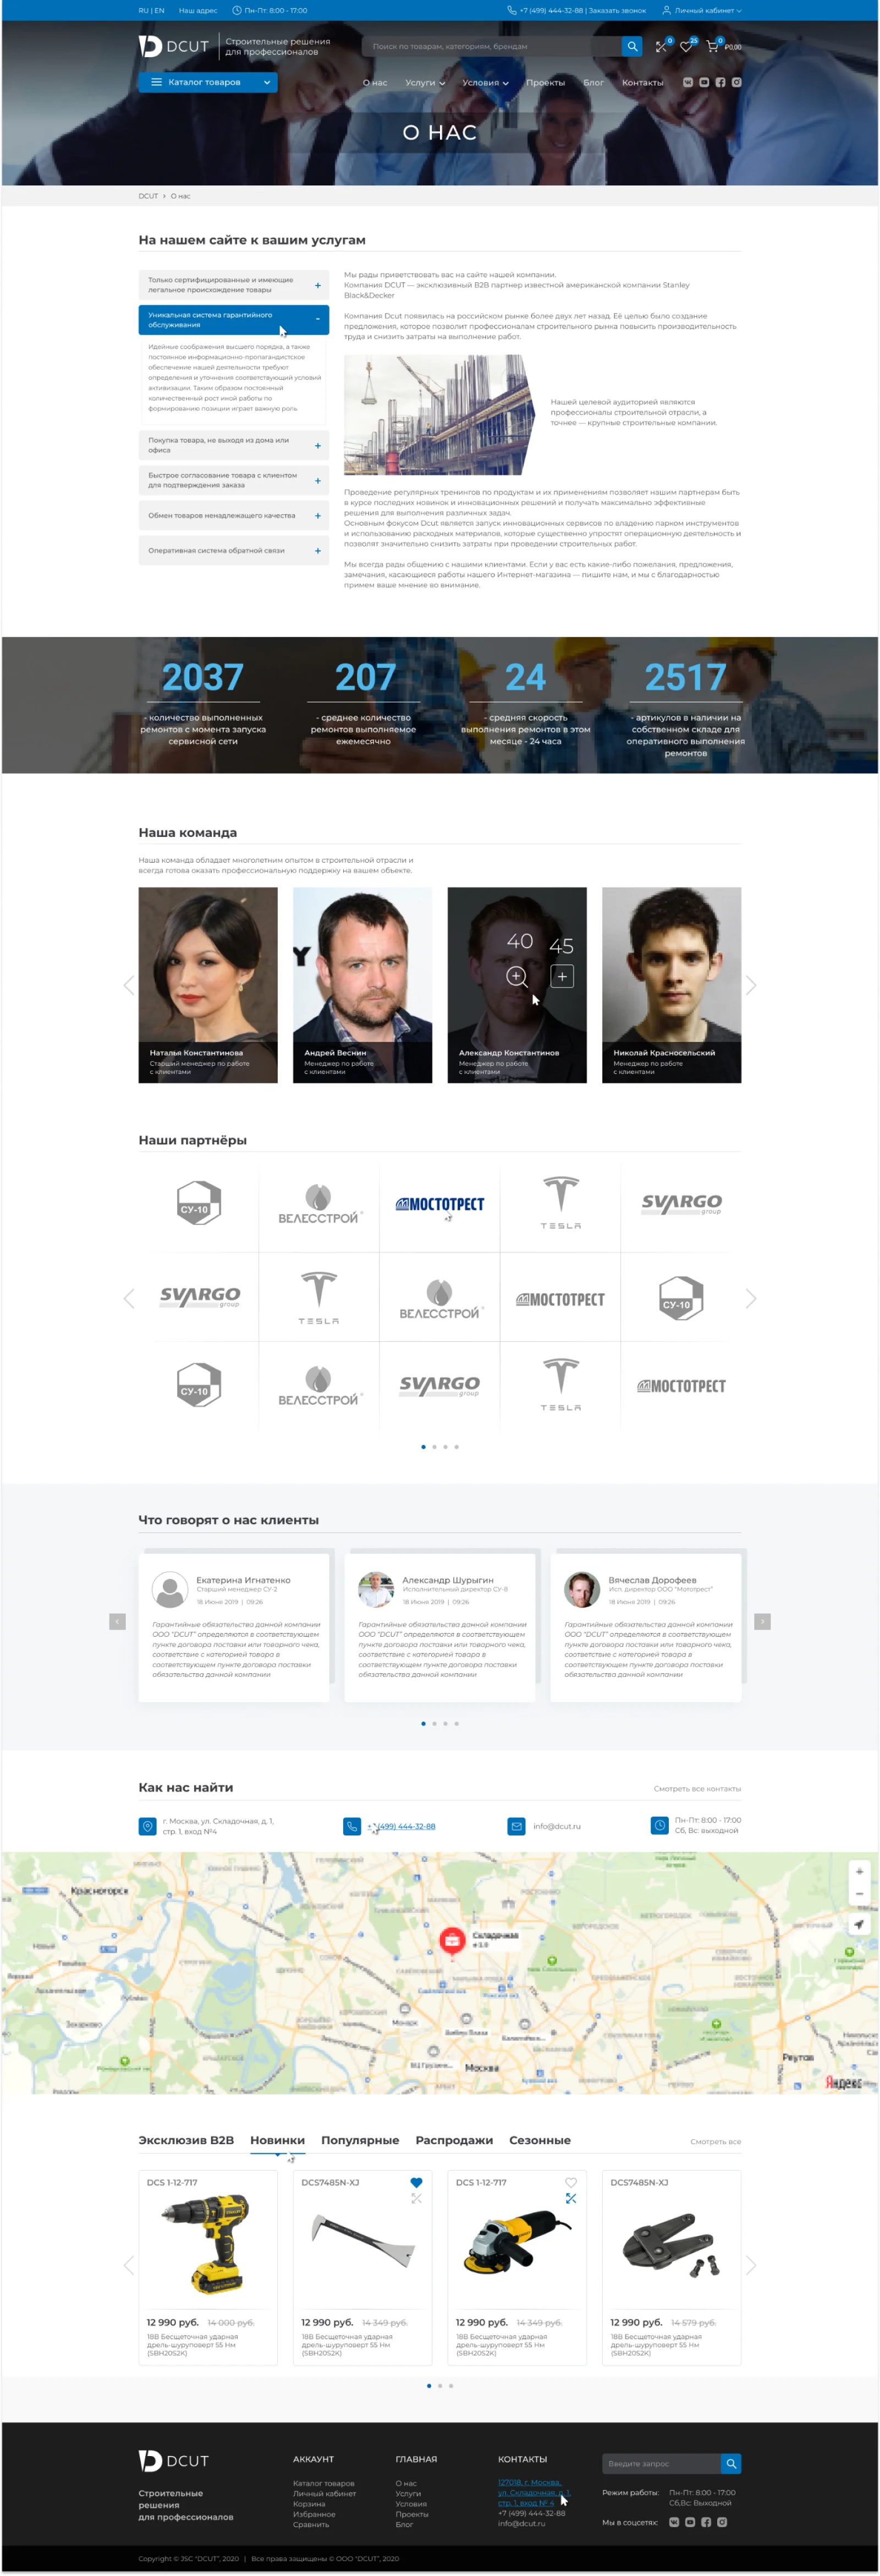 RU | EN
Наш адрес
Пн-Пт: 8:00 - 17:00
+7 (499) 444-32-88 | Заказать звонок
Личный кабинет
DCUT
Строительные решения
для профессионалов
Поиск по товарам, категориям, брендам
0
25
0
₽0,00
Каталог товаров
О нас
Услуги
Условия
Проекты
Блог
Контакты
О НАС
DCUT > О нас
На нашем сайте к вашим услугам
Только сертифицированные и имеющие
легальное происхождение товары
+
Уникальная система гарантийного
обслуживания
-
Идейные соображения высшего порядка, а также
постоянное информационно-пропагандистское
обеспечение нашей деятельности требуют
определения и уточнения соответствующий условий
активизации. Таким образом постоянный
количественный рост иной работы по
формированию позиции играет важную роль
Покупка товара, не выходя из дома или
офиса
+
Быстрое согласование товара с клиентом
для подтверждения заказа
+
Обмен товаров ненадлежащего качества
+
Оперативная система обратной связи
+
Мы рады приветствовать вас на сайте нашей компании.
Компания DCUT — эксклюзивный B2B партнер известной американской компании Stanley
Black&Decker
Компания Dcut появилась на российском рынке более двух лет назад. Её целью было создание
предложения, которое позволит профессионалам строительного рынка повысить производительность
труда и снизить затраты на выполнение работ.
Нашей целевой аудиторией являются
профессионалы строительной отрасли, а
точнее — крупные строительные компании.
Проведение регулярных тренингов по продуктам и их применениям позволяет нашим партнерам быть
в курсе последних новинок и инновационных решений и получать максимально эффективные
решения для выполнения различных задач.
Основным фокусом Dcut является запуск инновационных сервисов по владению парком инструментов
и использованию расходных материалов, которые существенно упростят операционную деятельность и
позволят значительно снизить затраты при проведении строительных работ.
Мы всегда рады общению с нашими клиентами. Если у вас есть какие-либо пожелания, предложения,
замечания, касающиеся работы нашего Интернет-магазина — пишите нам, и мы с благодарностью
примем ваше мнение во внимание.
2037
- количество выполненных
ремонтов с момента запуска
сервисной сети
207
- среднее количество
ремонтов выполняемое
ежемесячно
24
- средняя скорость
выполнения ремонтов в этом
месяце - 24 часа
2517
- артикулов в наличии на
собственном складе для
оперативного выполнения
ремонтов
Наша команда
Наша команда обладает многолетним опытом в строительной отрасли и
всегда готова оказать профессиональную поддержку на вашем объекте.
Наталья Константинова
Старший менеджер по работе
с клиентами
Y
Андрей Веснин
Менеджер по работе
с клиентами
40
45
Александр Константинов
Менеджер по работе
с клиентами
Николай Красносельский
Менеджер по работе
с клиентами
Наши партнёры
СУ-10
ВЕЛЕССТРОЙ
МОСТОТРЕСТ
TESLA
SVARGO
group
SVARGO
group
TESLA
ВЕЛЕССТРОЙ
МОСТОТРЕСТ
СУ-10
СУ-10
ВЕЛЕССТРОЙ
SVARGO
group
TESLA
МОСТОТРЕСТ
Что говорят о нас клиенты
Екатерина Игнатенко
Старший менеджер СУ-2
18 Июня 2019 | 09:26
Гарантийные обязательства данной компании
ООО "DCUT" определяются в соответствующем
пункте договора поставки или товарного чека,
соответствие с категорией товара в
соответствующем пункте договора поставки
обязательства данной компании
Александр Шурыгин
Исполнительный директор СУ-8
18 Июня 2019 | 09:26
Гарантийные обязательства данной компании
ООО "DCUT" определяются в соответствующем
пункте договора поставки или товарного чека,
соответствие с категорией товара в
соответствующем пункте договора поставки
обязательства данной компании
Вячеслав Дорофеев
Исп. директор ООО "Мототрест"
18 Июня 2019 | 09:26
Гарантийные обязательства данной компании
ООО "DCUT" определяются в соответствующем
пункте договора поставки или товарного чека,
соответствие с категорией товара в
соответствующем пункте договора поставки
обязательства данной компании
Как нас найти
Смотреть все контакты
г. Москва, ул. Складочная, д. 1,
стр. 1, вход №4
(499) 444-32-88
info@dcut.ru
Пн-Пт: 8:00 - 17:00
Сб, Вс: выходной
Красногорск
Складочная
Москва
Реутов
Яндекс
Эксклюзив B2B
Новинки
Популярные
Распродажи
Сезонные
Смотреть все
DCS 1-12-717
12 990 руб. 14 000 руб.
18В Бесщеточная ударная
дрель-шуруповерт 55 Нм
(SBH20S2K)
DCS7485N-XJ
12 990 руб. 14 349 руб.
18В Бесщеточная ударная
дрель-шуруповерт 55 Нм
(SBH20S2K)
DCS 1-12-717
12 990 руб. 14 349 руб.
18В Бесщеточная ударная
дрель-шуруповерт 55 Нм
(SBH20S2K)
DCS7485N-XJ
12 990 руб. 14 579 руб.
18В Бесщеточная ударная
дрель-шуруповерт 55 Нм
(SBH20S2K)
DCUT
Строительные
решения
для профессионалов
АККАУНТ
Каталог товаров
Личный кабинет
Корзина
Избранное
Сравнить
ГЛАВНАЯ
О нас
Услуги
Условия
Проекты
Блог
КОНТАКТЫ
127018, г. Москва,
ул. Складочная, д. 1,
стр. 1, вход № 4
+7 (499) 444-32-88
info@dcut.ru
Введите запрос
Режим работы:
Пн-Пт: 8:00 - 17:00
Сб,Вс: Выходной
Мы в соцсетях:
Copyright © JSC "DCUT", 2020 | Все права защищены © ООО "DCUT", 2020